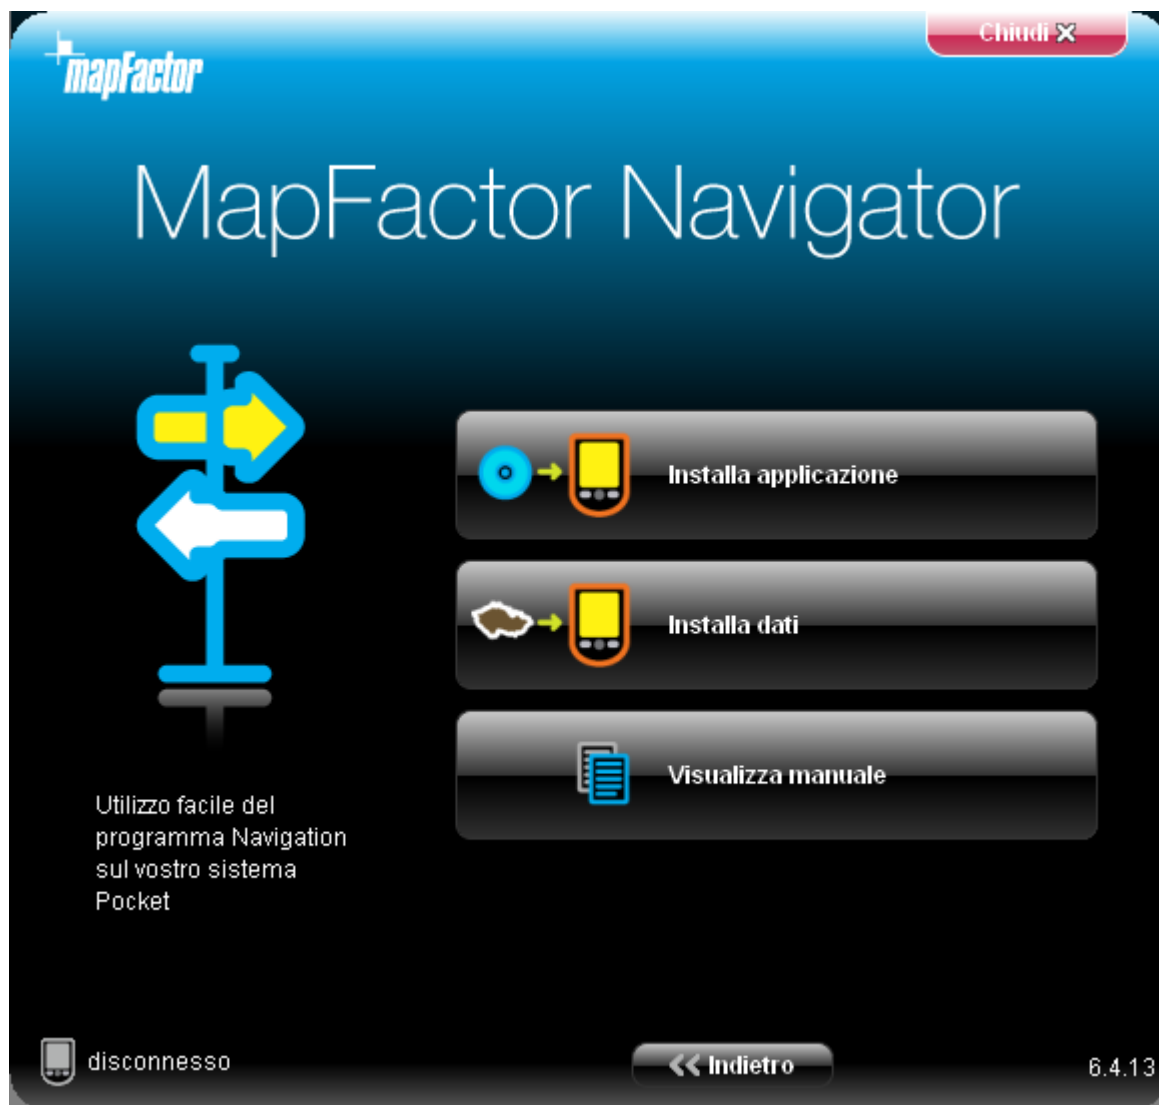 Chiudi
mapFactor
MapFactor Navigator
Installa applicazione
Installa dati
Visualizza manuale
Utilizzo facile del
programma Navigation
sul vostro sistema
Pocket
disconnesso
Indietro
6.4.13